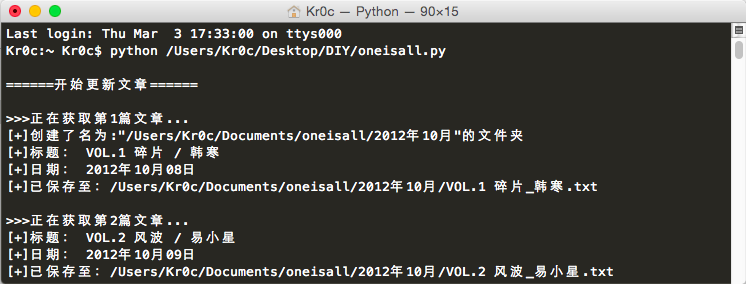 Kr0c — Python — 90×15
Last login: Thu Mar  3 17:33:00 on ttys000
Kr0c:~ Kr0c$ python /Users/Kr0c/Desktop/DIY/oneisall.py
======开始更新文章======
>>>正在获取第1篇文章...
[+]创建了名为:"/Users/Kr0c/Documents/oneisall/2012年10月"的文件夹
[+]标题： VOL.1 碎片 / 韩寒
[+]日期： 2012年10月08日
[+]已保存至：/Users/Kr0c/Documents/oneisall/2012年10月/VOL.1 碎片_韩寒.txt
>>>正在获取第2篇文章...
[+]标题： VOL.2 风波 / 易小星
[+]日期： 2012年10月09日
[+]已保存至：/Users/Kr0c/Documents/oneisall/2012年10月/VOL.2 风波_易小星.txt